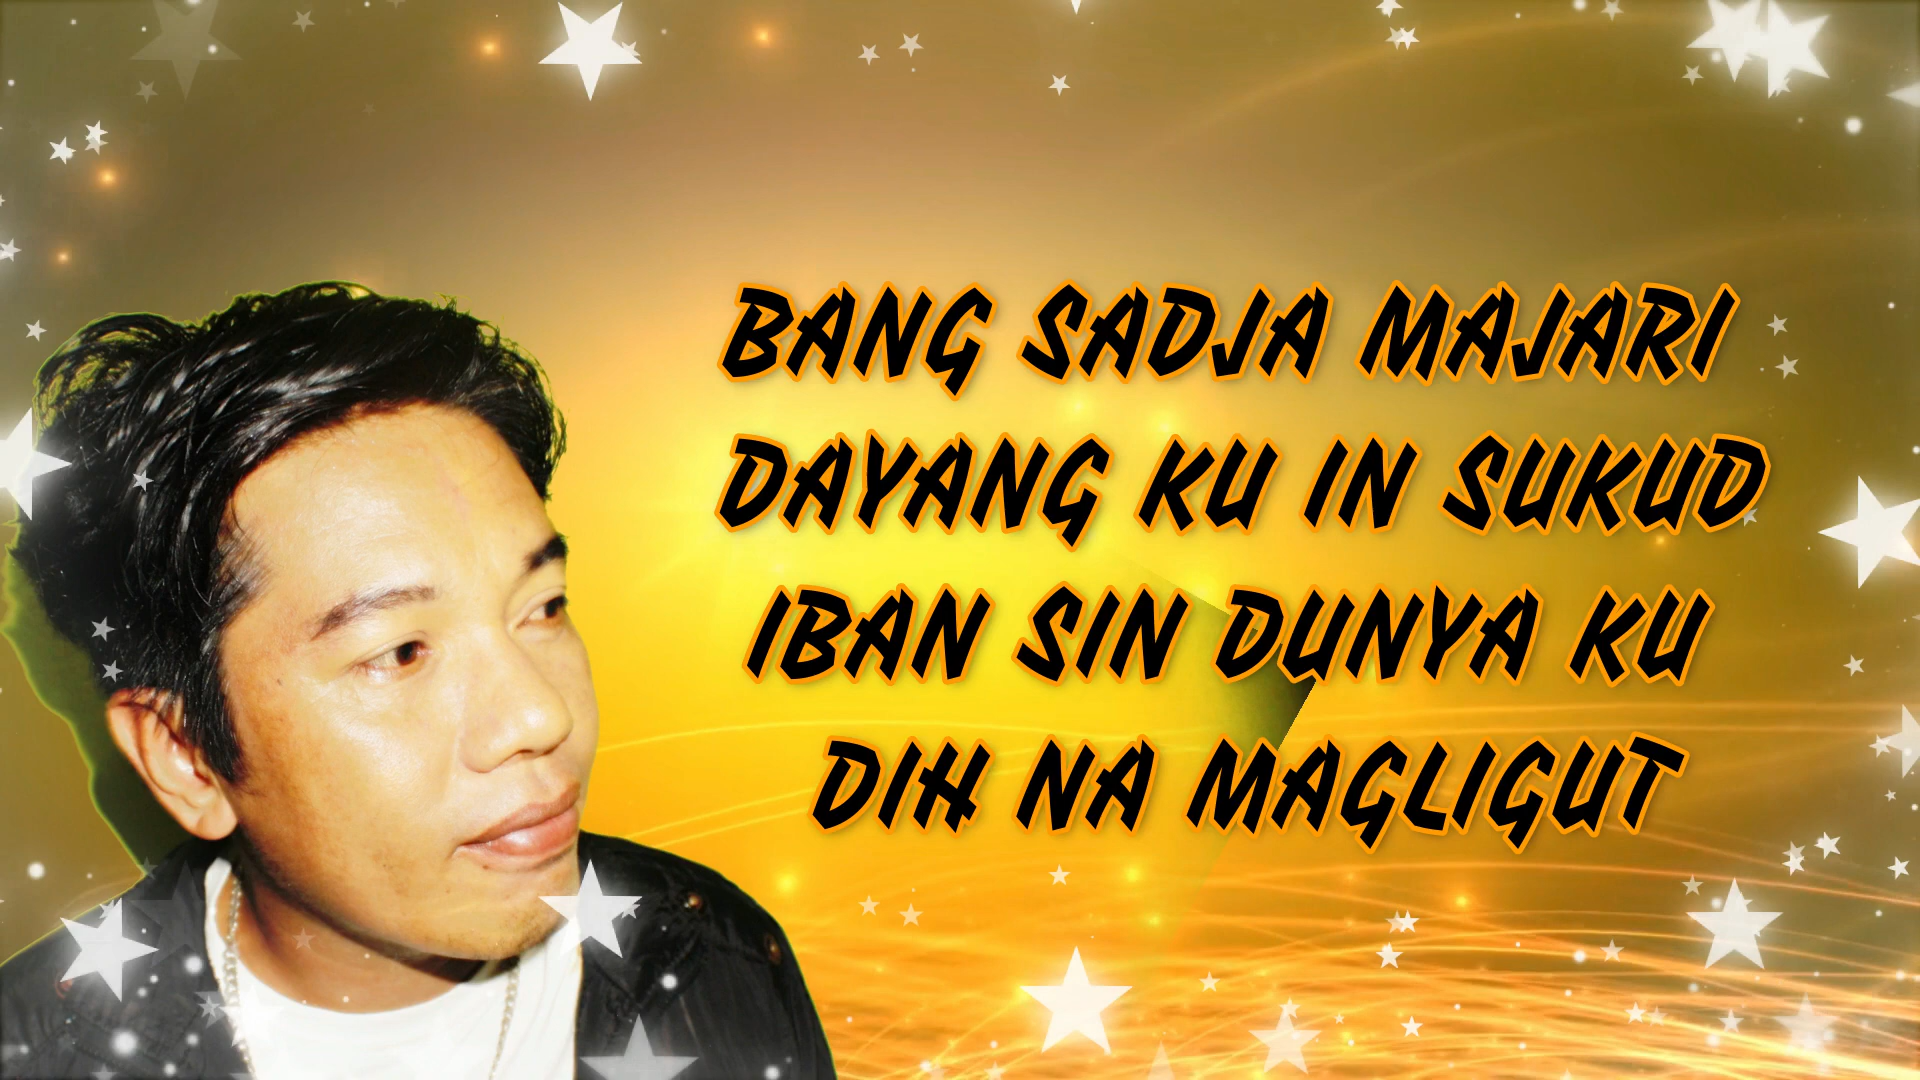 BANG SADJA MAJARI
DAYANG KU IN SUKUD
IBAN SIN DUNYA KU
DIH NA MAGLIGUT